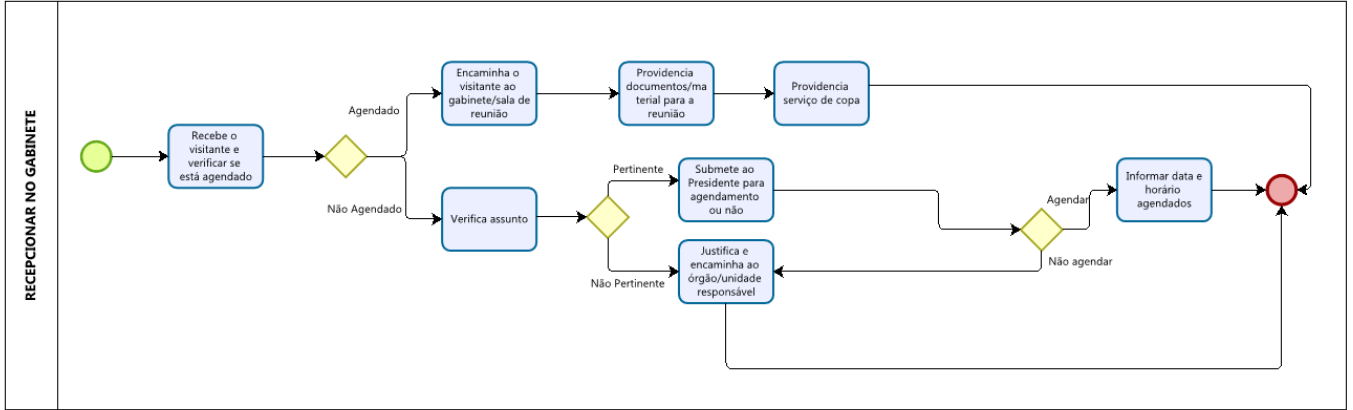 RECEPCIONAR NO GABINETE
Recebe o
visitante e
verificar se
está agendado
Agendado
Não Agendado
Encaminha o
visitante ao
gabinete/sala de
reunião
Providencia
documentos/ma
terial para a
reunião
Providencia
serviço de copa
Verifica assunto
Pertinente
Não Pertinente
Submete ao
Presidente para
agendamento
ou não
Justifica e
encaminha ao
órgão/unidade
responsável
Agendar
Não agendar
Informar data e
horário
agendados